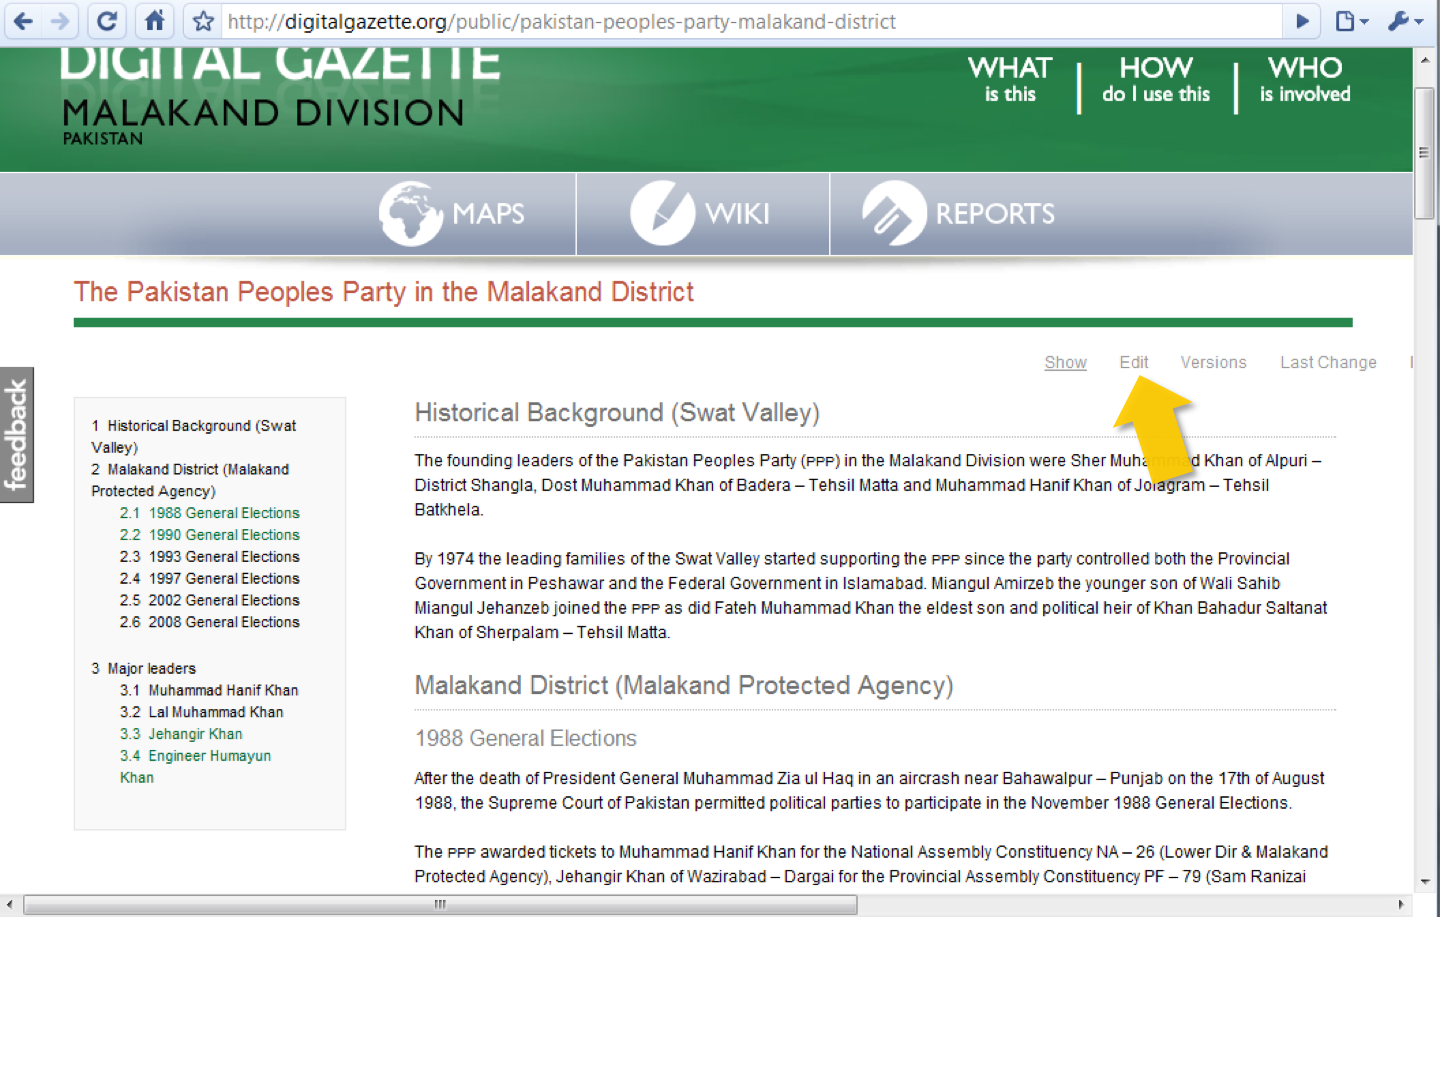 http://digitalgazette.org/public/pakistan-peoples-party-malakand-district
DIGITAL GAZETTE
MALAKAND DIVISION
PAKISTAN
WHAT
is this
HOW
do I use this
WHO
is involved
MAPS
WIKI
REPORTS
The Pakistan Peoples Party in the Malakand District
Show Edit Versions Last Change
feedback
1 Historical Background (Swat
Valley)
2 Malakand District (Malakand
Protected Agency)
2.1 1988 General Elections
2.2 1990 General Elections
2.3 1993 General Elections
2.4 1997 General Elections
2.5 2002 General Elections
2.6 2008 General Elections
3 Major leaders
3.1 Muhammad Hanif Khan
3.2 Lal Muhammad Khan
3.3 Jehangir Khan
3.4 Engineer Humayun
Khan
Historical Background (Swat Valley)
The founding leaders of the Pakistan Peoples Party (PPP) in the Malakand Division were Sher Muhammad Khan of Alpuri –
District Shangla, Dost Muhammad Khan of Badera – Tehsil Matta and Muhammad Hanif Khan of Jolagram – Tehsil
Batkhela.
By 1974 the leading families of the Swat Valley started supporting the PPP since the party controlled both the Provincial
Government in Peshawar and the Federal Government in Islamabad. Miangul Amirzeb the younger son of Wali Sahib
Miangul Jehanzeb joined the PPP as did Fateh Muhammad Khan the eldest son and political heir of Khan Bahadur Saltanat
Khan of Sherpalam – Tehsil Matta.
Malakand District (Malakand Protected Agency)
1988 General Elections
After the death of President General Muhammad Zia ul Haq in an aircrash near Bahawalpur – Punjab on the 17th of August
1988, the Supreme Court of Pakistan permitted political parties to participate in the November 1988 General Elections.
The PPP awarded tickets to Muhammad Hanif Khan for the National Assembly Constituency NA – 26 (Lower Dir & Malakand
Protected Agency), Jehangir Khan of Wazirabad – Dargai for the Provincial Assembly Constituency PF – 79 (Sam Ranizai